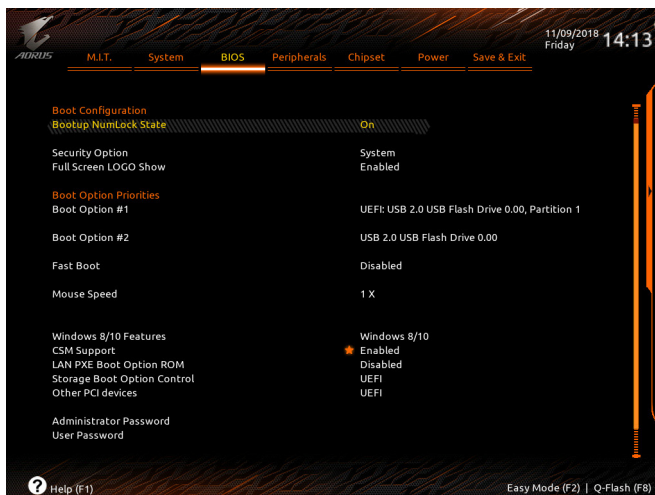 11/09/2018 14:13
Friday
AORUS
M.I.T. System BIOS Peripherals Chipset Power Save & Exit
Boot Configuration
Bootup NumLock State On
Security Option System
Full Screen LOGO Show Enabled
Boot Option Priorities
Boot Option #1 UEFI: USB 2.0 USB Flash Drive 0.00, Partition 1
Boot Option #2 USB 2.0 USB Flash Drive 0.00
Fast Boot Disabled
Mouse Speed 1 X
Windows 8/10 Features Windows 8/10
CSM Support Enabled
LAN PXE Boot Option ROM Disabled
Storage Boot Option Control UEFI
Other PCI devices UEFI
Administrator Password
User Password
? Help (F1) Easy Mode (F2) | Q-Flash (F8)